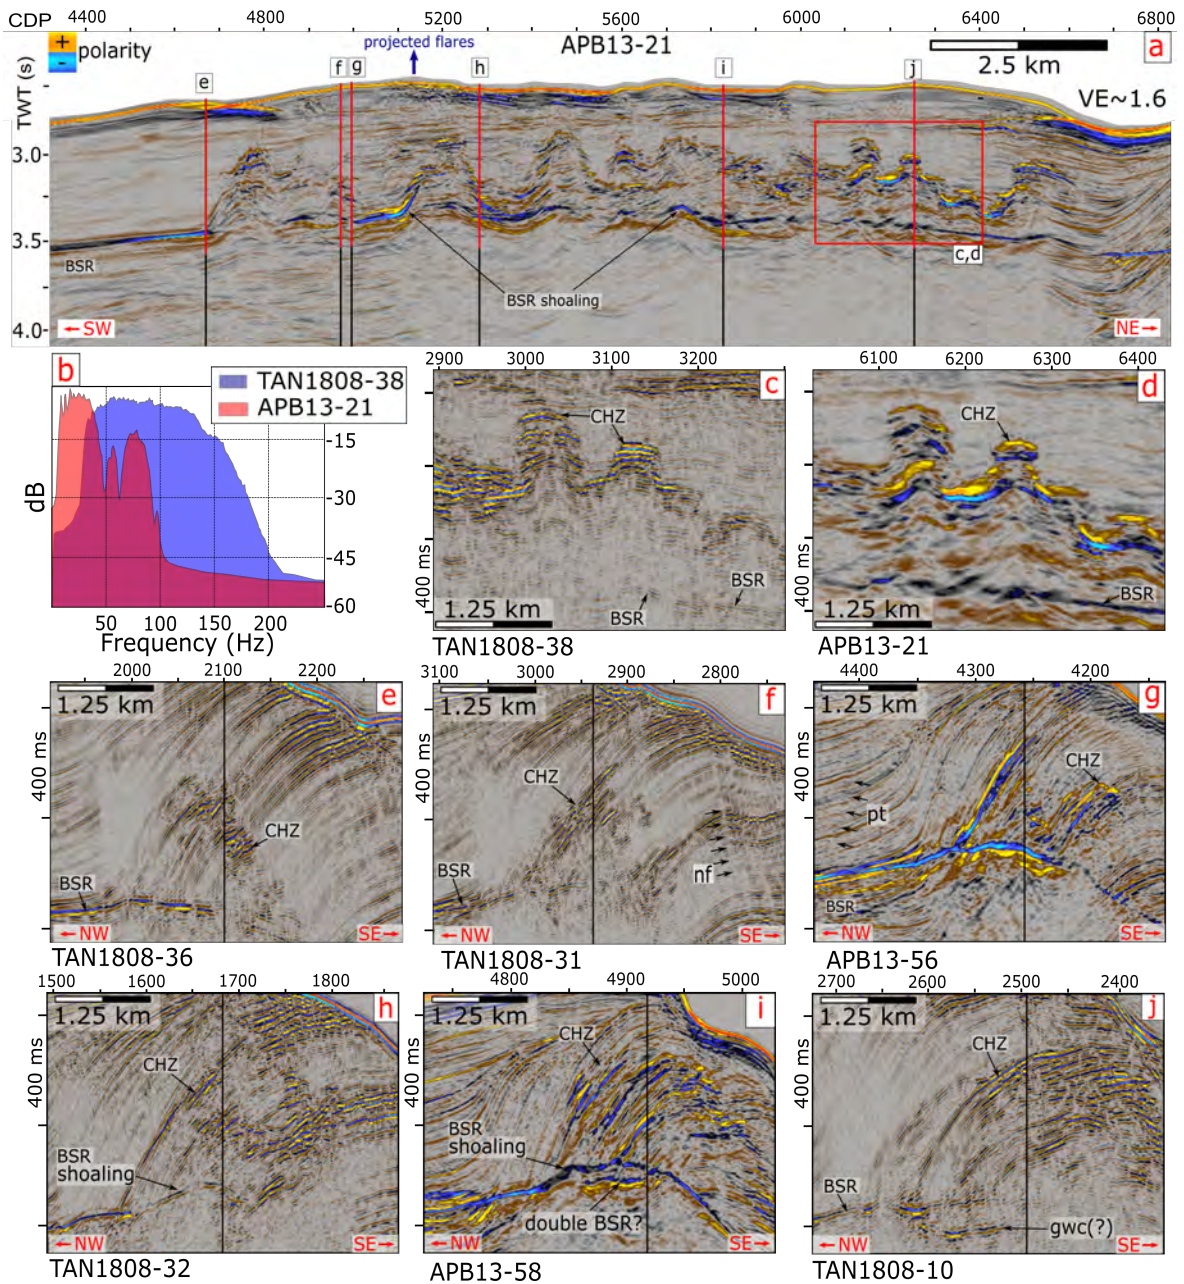 CDP 4400 4800 5200 5600 6000 6400 6800
+ polarity
-
projected flares
APB13-21
a
2.5 km
VE~1.6
TWT (s)
e f g h i j
3.0
3.5
4.0
BSR
BSR shoaling
c,d
← SW
NE →
b
TAN1808-38
APB13-21
dB
-15
-30
-45
-60
50 100 150 200
Frequency (Hz)
2900 3000 3100 3200
c
CHZ
400 ms
BSR
BSR
1.25 km
TAN1808-38
6100 6200 6300 6400
d
CHZ
400 ms
BSR
1.25 km
APB13-21
2000 2100 2200
1.25 km
e
400 ms
CHZ
BSR
← NW
SE →
TAN1808-36
3100 3000 2900 2800
1.25 km
f
400 ms
CHZ
BSR
nf
← NW
SE →
TAN1808-31
4400 4300 4200
1.25 km
g
400 ms
CHZ
pt
BSR
← NW
SE →
APB13-56
1500 1600 1700 1800
1.25 km
h
400 ms
CHZ
BSR
shoaling
← NW
SE →
TAN1808-32
4800 4900 5000
1.25 km
i
400 ms
CHZ
BSR
shoaling
double BSR?
← NW
SE →
APB13-58
2700 2600 2500 2400
1.25 km
j
400 ms
CHZ
BSR
gwc(?)
← NW
SE →
TAN1808-10